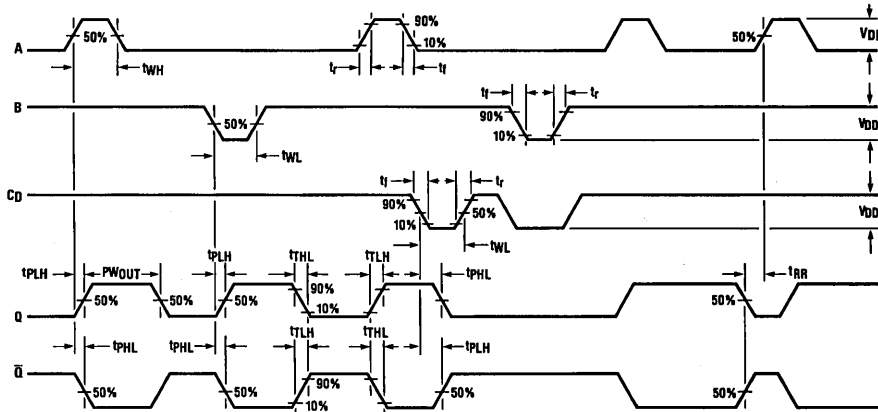 A 50% tWH tr 90% 10% tf 50% VDD
B 50% tWL tf 90% 10% tr VDD
CD 90% 10% tf tr 50% tWL VDD
tPLH PWOUT tPLH tTHL tTLH tPHL tRR
Q 50% 50% 50% 90% 10% 50% 50%
tPHL tPHL tTLH tTHL tPLH
Q̅ 50% 50% 90% 10% 50% 50%